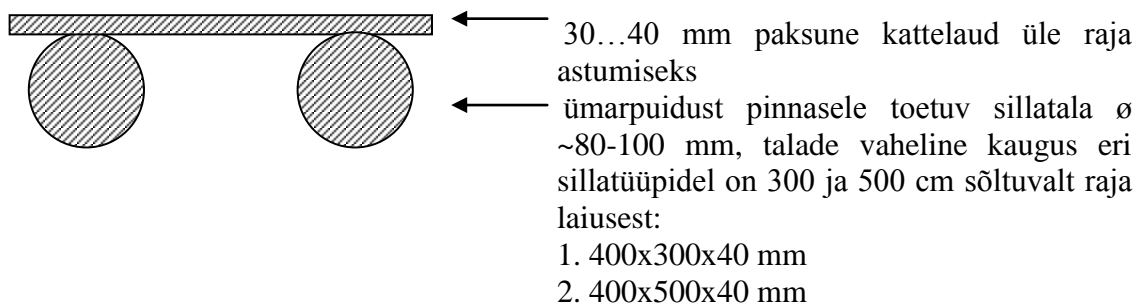 30…40 mm paksune kattelaud üle raja
astumiseks
ümarpuidust pinnasele toetuv sillatala ø
~80-100 mm, talade vaheline kaugus eri
sillatüüpidel on 300 ja 500 cm sõltuvalt raja
laiusest:
1. 400x300x40 mm
2. 400x500x40 mm